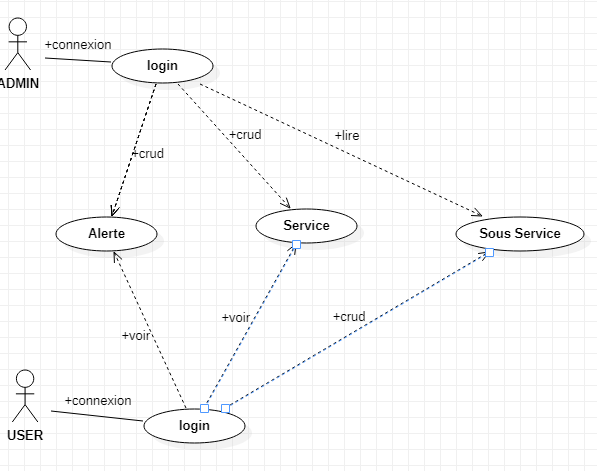 +connexion
login
ADMIN
+crud
+crud
+lire
Alerte
Service
Sous Service
+voir
+voir
+crud
+connexion
login
USER